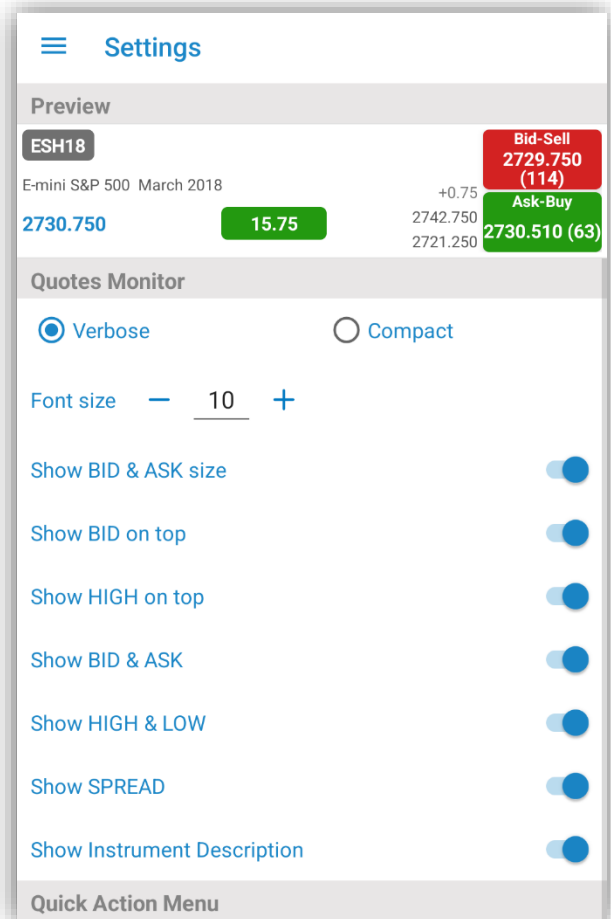 Settings
Preview
ESH18
E-mini S&P 500 March 2018
2730.750
15.75
+0.75
2742.750
2721.250
Bid-Sell
2729.750
(114)
Ask-Buy
2730.510 (63)
Quotes Monitor
Verbose
Compact
Font size − 10 +
Show BID & ASK size
Show BID on top
Show HIGH on top
Show BID & ASK
Show HIGH & LOW
Show SPREAD
Show Instrument Description
Quick Action Menu